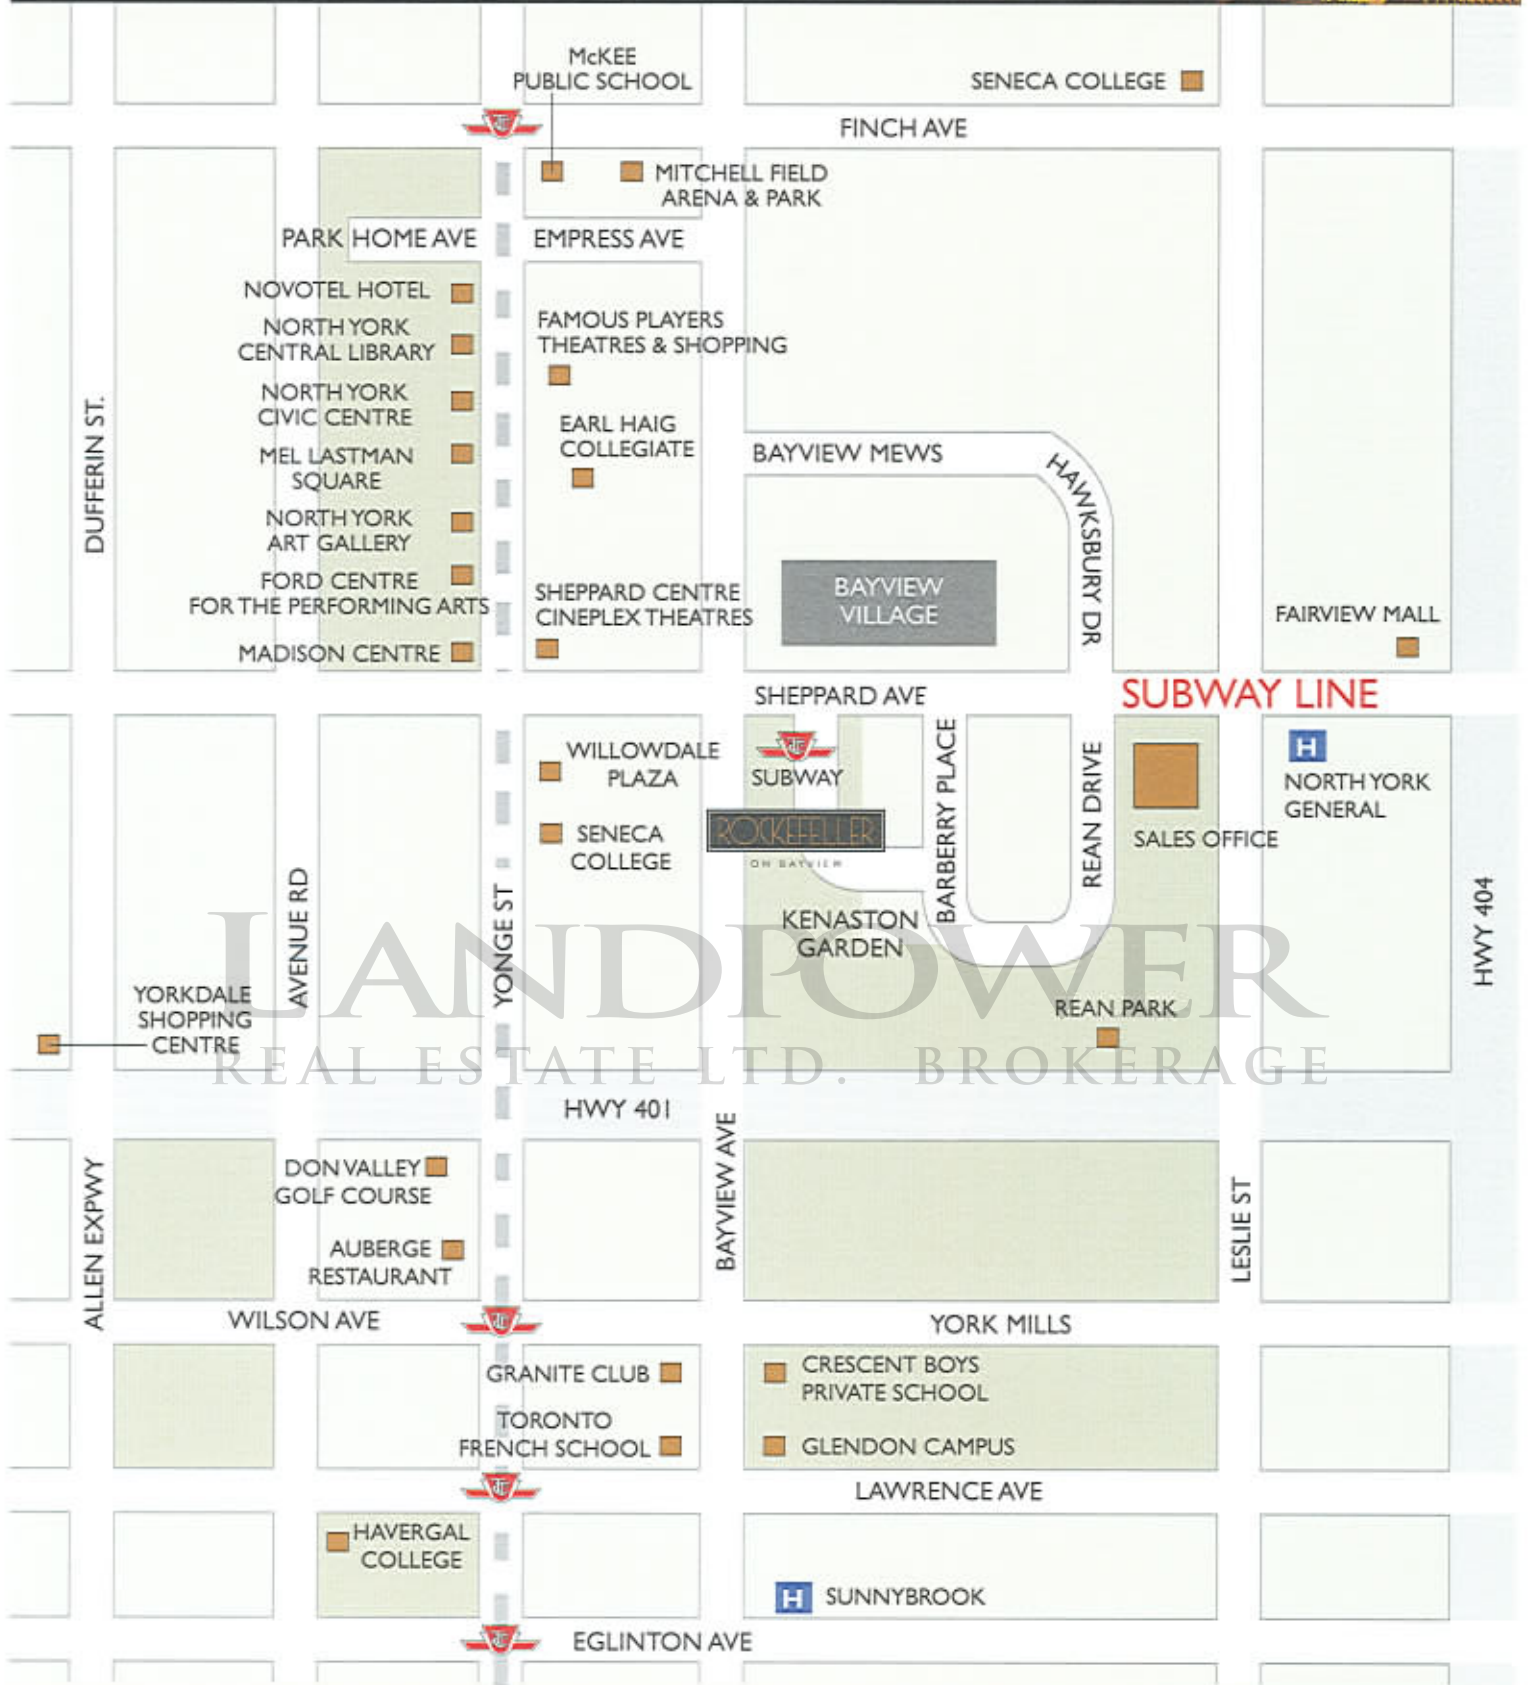 McKEE
PUBLIC SCHOOL
SENECA COLLEGE
FINCH AVE
MITCHELL FIELD
ARENA & PARK
PARK HOME AVE
EMPRESS AVE
NOVOTEL HOTEL
NORTH YORK
CENTRAL LIBRARY
FAMOUS PLAYERS
THEATRES & SHOPPING
NORTH YORK
CIVIC CENTRE
EARL HAIG
COLLEGIATE
MEL LASTMAN
SQUARE
BAYVIEW MEWS
HAWKSBURY DR
DUFFERIN ST.
NORTH YORK
ART GALLERY
FORD CENTRE
FOR THE PERFORMING ARTS
SHEPPARD CENTRE
CINEPLEX THEATRES
BAYVIEW
VILLAGE
FAIRVIEW MALL
MADISON CENTRE
SHEPPARD AVE
SUBWAY LINE
WILLOWDALE
PLAZA
SUBWAY
BARBERRY PLACE
REAN DRIVE
H
NORTH YORK
GENERAL
ROCKEFELLER
ON BAYVIEW
SENECA
COLLEGE
SALES OFFICE
AVENUE RD
YONGE ST
KENASTON
GARDEN
HWY 404
LANDPOWER
REAL ESTATE LTD. BROKERAGE
YORKDALE
SHOPPING
CENTRE
REAN PARK
HWY 401
BAYVIEW AVE
LESLIE ST
ALLEN EXPWY
DON VALLEY
GOLF COURSE
AUBERGE
RESTAURANT
WILSON AVE
YORK MILLS
GRANITE CLUB
CRESCENT BOYS
PRIVATE SCHOOL
TORONTO
FRENCH SCHOOL
GLENDON CAMPUS
LAWRENCE AVE
HAVERGAL
COLLEGE
H
SUNNYBROOK
EGLINTON AVE